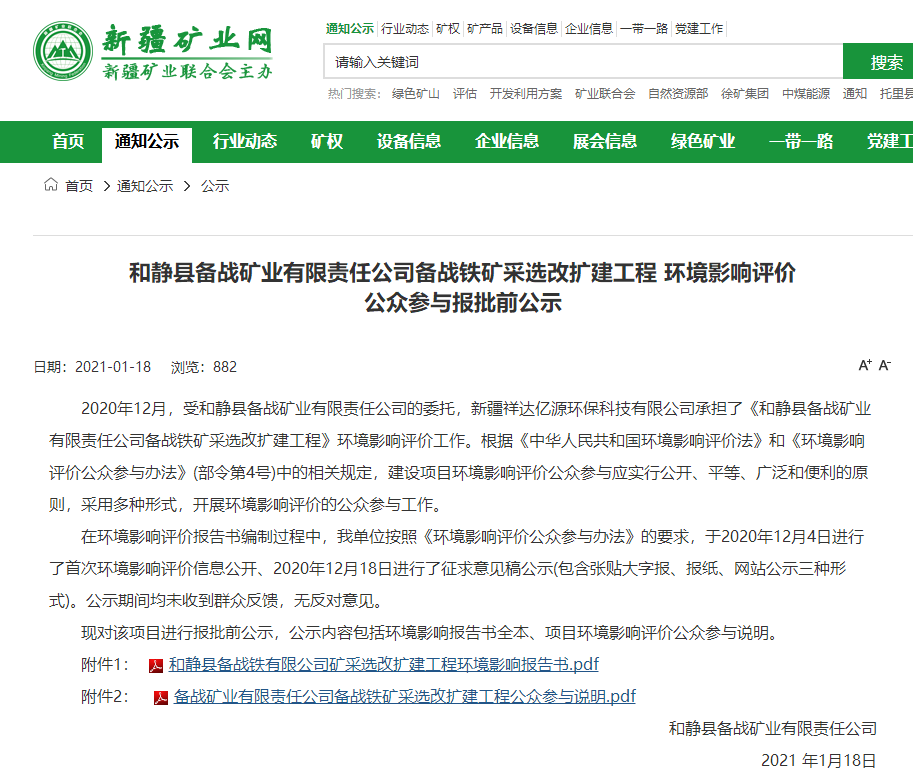 新疆矿业网
新疆矿业联合会主办
通知公示 行业动态 矿权 矿产品 设备信息 企业信息 一带一路 党建工作
请输入关键词 搜索
热门搜索： 绿色矿山 评估 开发利用方案 矿业联合会 自然资源部 徐矿集团 中煤能源 通知 托里县
首页 通知公示 行业动态 矿权 设备信息 企业信息 展会信息 绿色矿业 一带一路 党建工
首页 > 通知公示 > 公示
和静县备战矿业有限责任公司备战铁矿采选改扩建工程 环境影响评价
公众参与报批前公示
日期：2021-01-18 浏览：882 A+ A-
2020年12月，受和静县备战矿业有限责任公司的委托，新疆祥达亿源环保科技有限公司承担了《和静县备战矿业
有限责任公司备战铁矿采选改扩建工程》环境影响评价工作。根据《中华人民共和国环境影响评价法》和《环境影响
评价公众参与办法》(部令第4号)中的相关规定，建设项目环境影响评价公众参与应实行公开、平等、广泛和便利的原
则，采用多种形式，开展环境影响评价的公众参与工作。
在环境影响评价报告书编制过程中，我单位按照《环境影响评价公众参与办法》的要求，于2020年12月4日进行
了首次环境影响评价信息公开、2020年12月18日进行了征求意见稿公示(包含张贴大字报、报纸、网站公示三种形
式)。公示期间均未收到群众反馈，无反对意见。
现对该项目进行报批前公示，公示内容包括环境影响报告书全本、项目环境影响评价公众参与说明。
附件1： 和静县备战铁有限公司矿采选改扩建工程环境影响报告书.pdf
附件2： 备战矿业有限责任公司备战铁矿采选改扩建工程公众参与说明.pdf
和静县备战矿业有限责任公司
2021 年1月18日